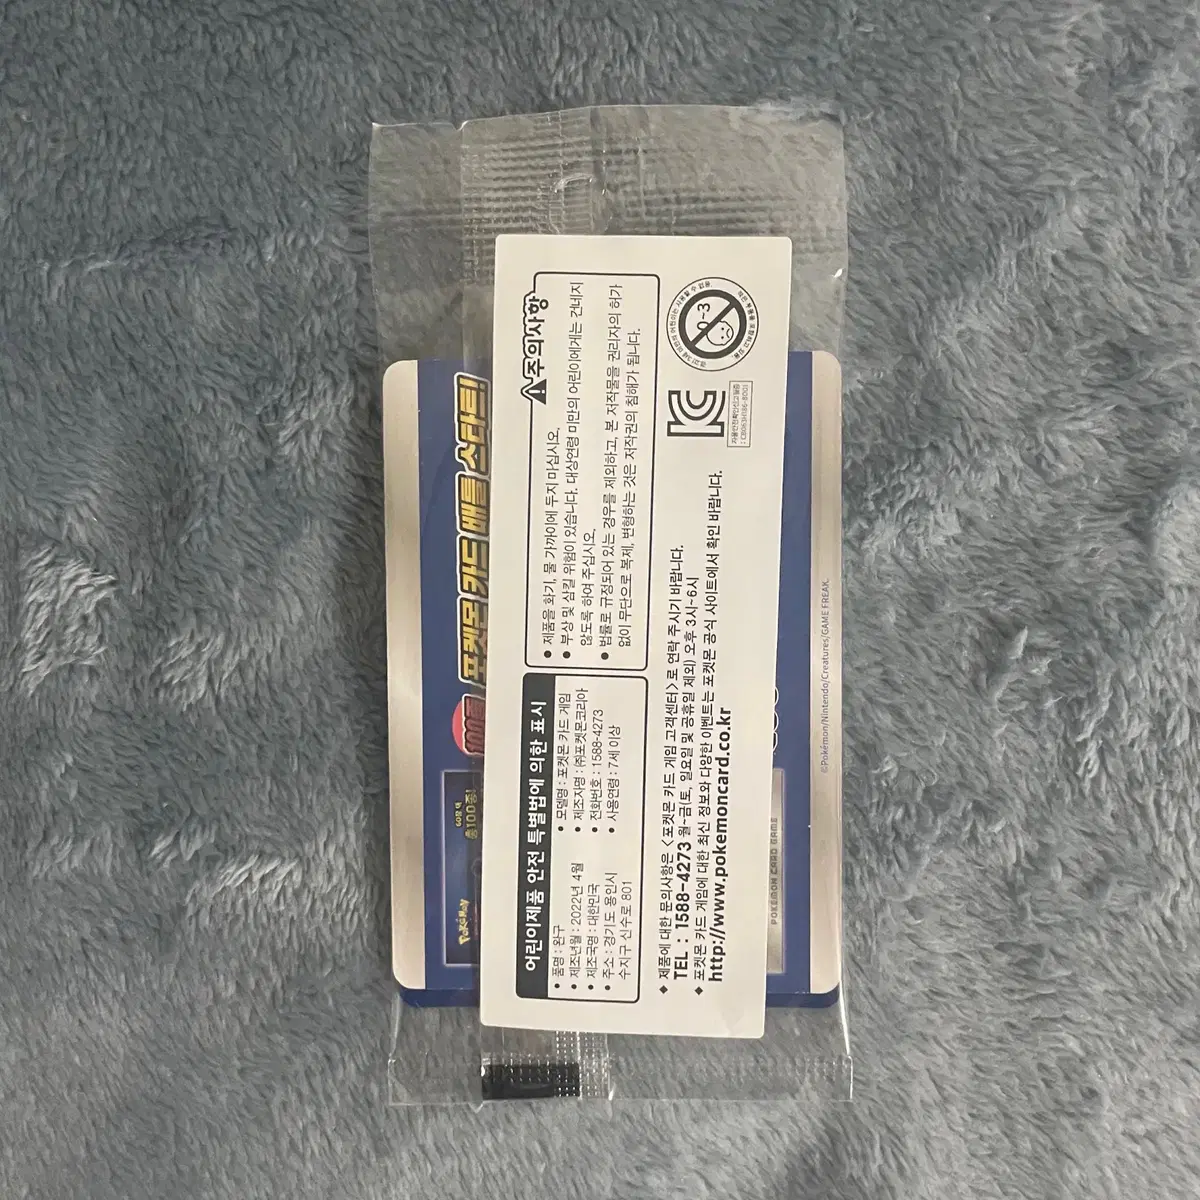 어린이제품 안전 특별법에 의한 표시
• 품명 : 완구
• 제조년월 : 2022년 4월
• 제조국명 : 대한민국
• 주소 : 경기도 용인시
수지구 신수로 801
• 모델명 : 포켓몬 카드 게임
• 제조자명 : ㈜포켓몬코리아
• 전화번호 : 1588-4273
• 사용연령 : 7세 이상
주의사항
● 제품을 화기, 물 가까이에 두지 마십시오.
● 부상 및 삼킬 위험이 있습니다. 대상연령 미만의 어린이에게는 건네지
않도록 하여 주십시오.
● 법률로 규정되어 있는 경우를 제외하고, 본 저작물을 권리자의 허가
없이 무단으로 복제, 변형하는 것은 저작권의 침해가 됩니다.
◆ 제품에 대한 문의사항은 <포켓몬 카드 게임 고객센터>로 연락 주시기 바랍니다.
TEL : 1588-4273 월~금(토, 일요일 및 공휴일 제외) 오후 3시~6시
◆ 포켓몬 카드 게임에 대한 최신 정보와 다양한 이벤트는 포켓몬 공식 사이트에서 확인 바랍니다.
http://www.pokemoncard.co.kr
0~3
포켓몬 카드 배틀 스타트!
60장 덱
총100종!
POKÉMON CARD GAME
©Pokémon/Nintendo/Creatures/GAME FREAK.